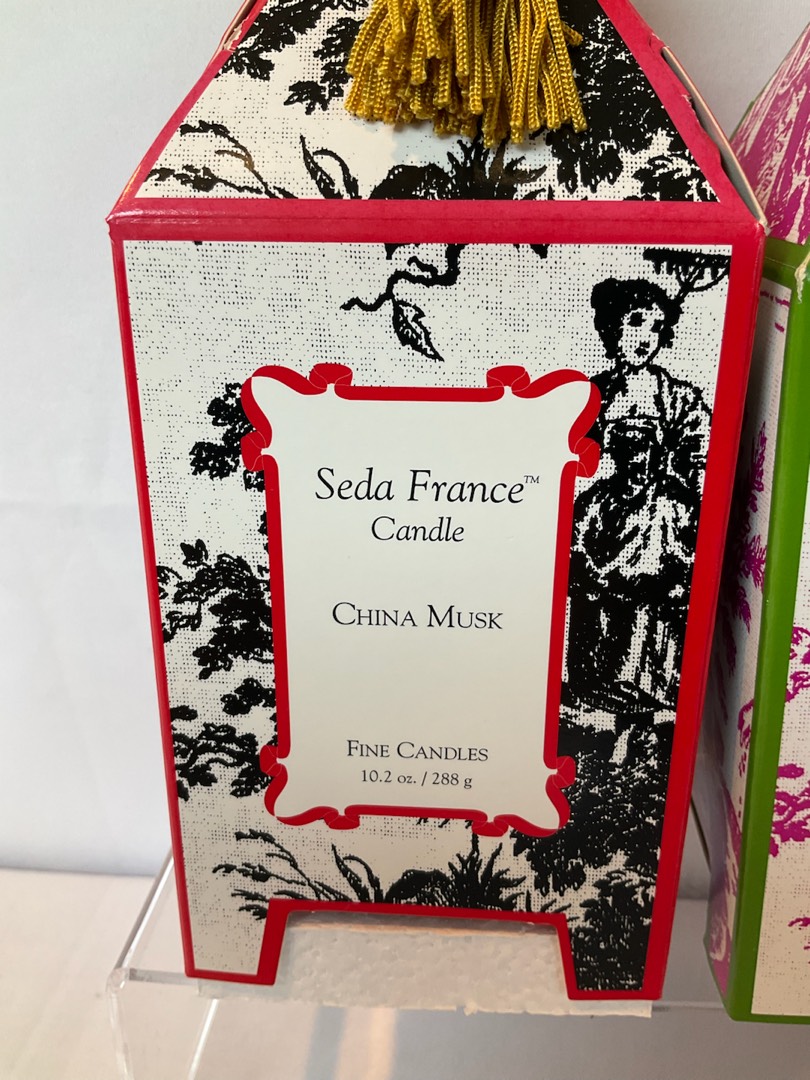 Seda France™
Candle
China Musk
Fine Candles
10.2 oz. / 288 g